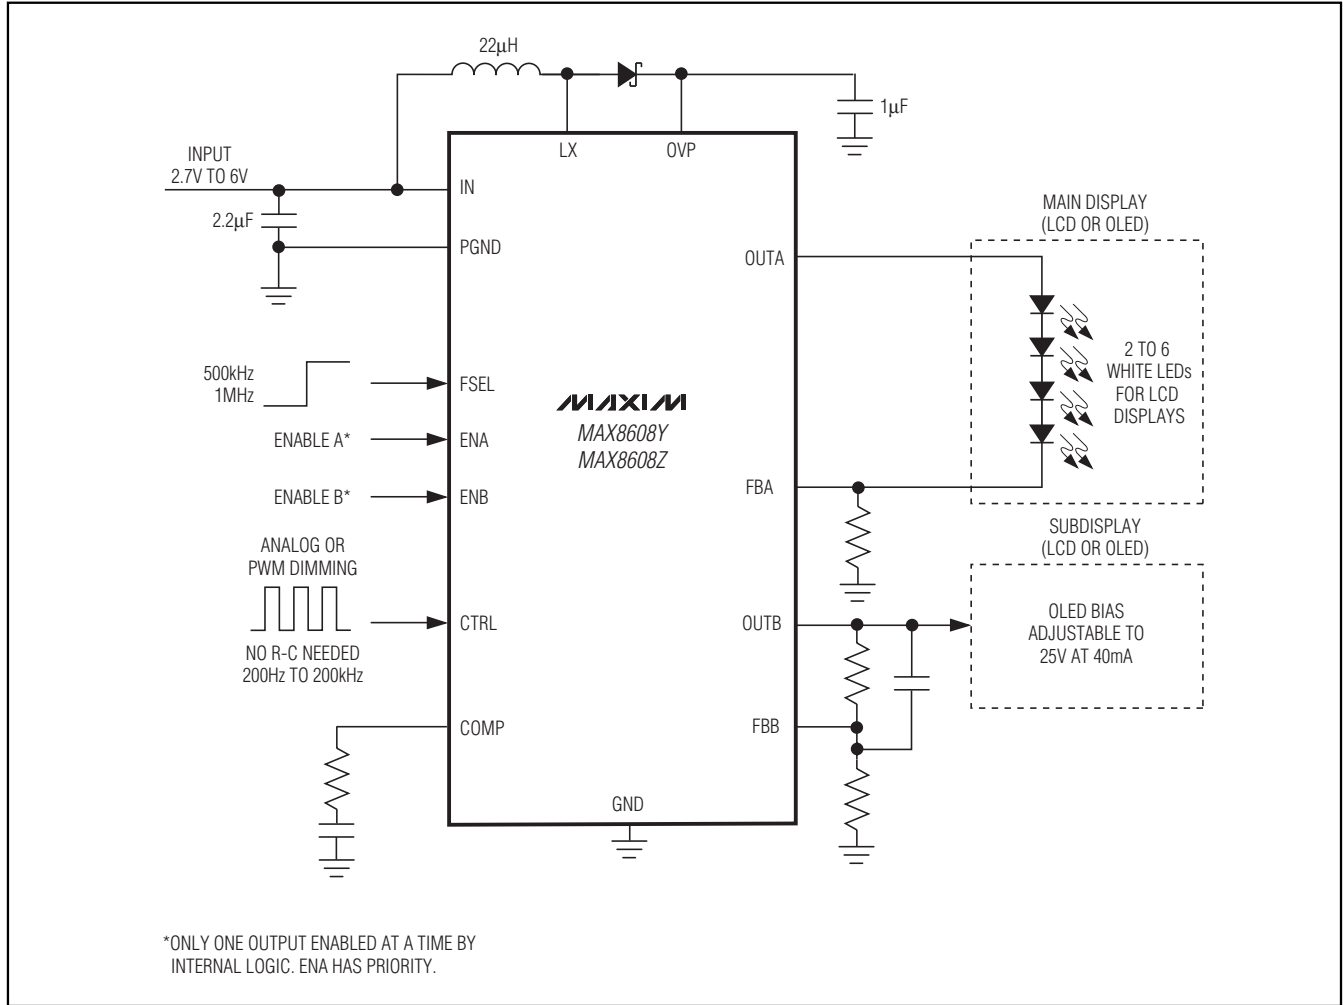 22µH
1µF
LX
OVP
INPUT
2.7V TO 6V
IN
2.2µF
PGND
MAIN DISPLAY
(LCD OR OLED)
OUTA
500kHz
1MHz
FSEL
2 TO 6
WHITE LEDs
FOR LCD
DISPLAYS
MAXIM
MAX8608Y
MAX8608Z
ENABLE A*
ENA
ENABLE B*
ENB
FBA
SUBDISPLAY
(LCD OR OLED)
ANALOG OR
PWM DIMMING
CTRL
NO R-C NEEDED
200Hz TO 200kHz
OUTB
OLED BIAS
ADJUSTABLE TO
25V AT 40mA
COMP
FBB
GND
*ONLY ONE OUTPUT ENABLED AT A TIME BY
INTERNAL LOGIC. ENA HAS PRIORITY.